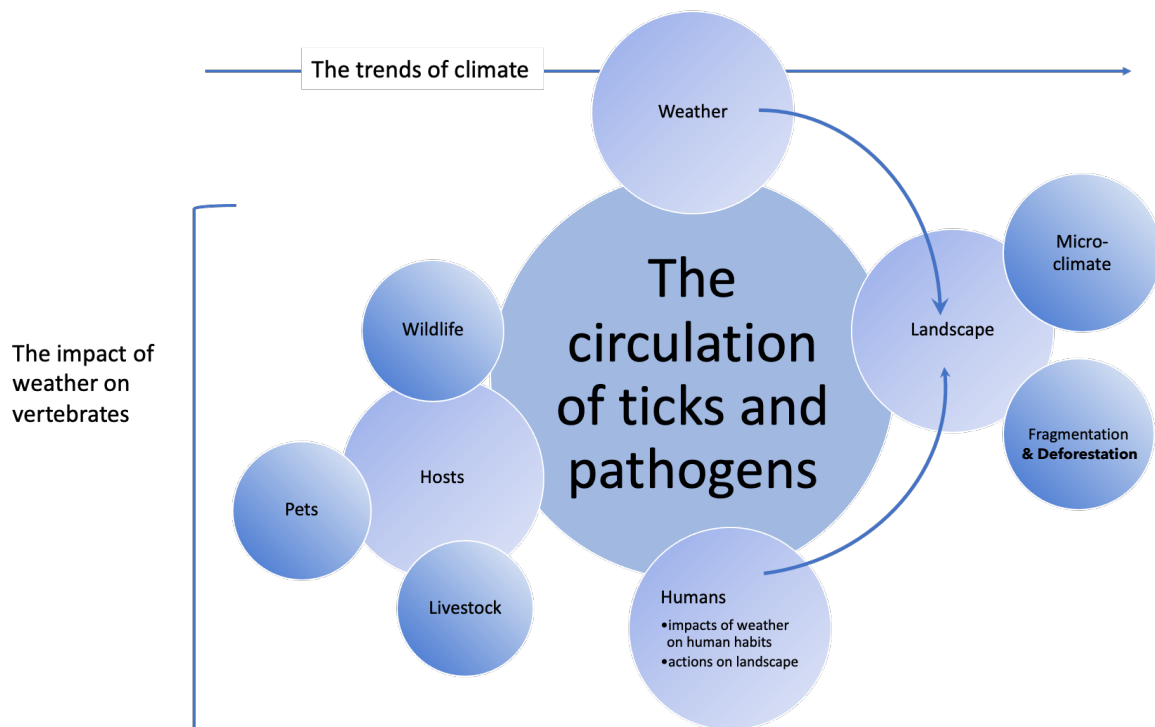 The trends of climate
Weather
Micro-
climate
The
circulation
of ticks and
pathogens
Wildlife
Landscape
The impact of
weather on
vertebrates
Fragmentation
& Deforestation
Hosts
Pets
Livestock
Humans
•impacts of weather
on human habits
•actions on landscape